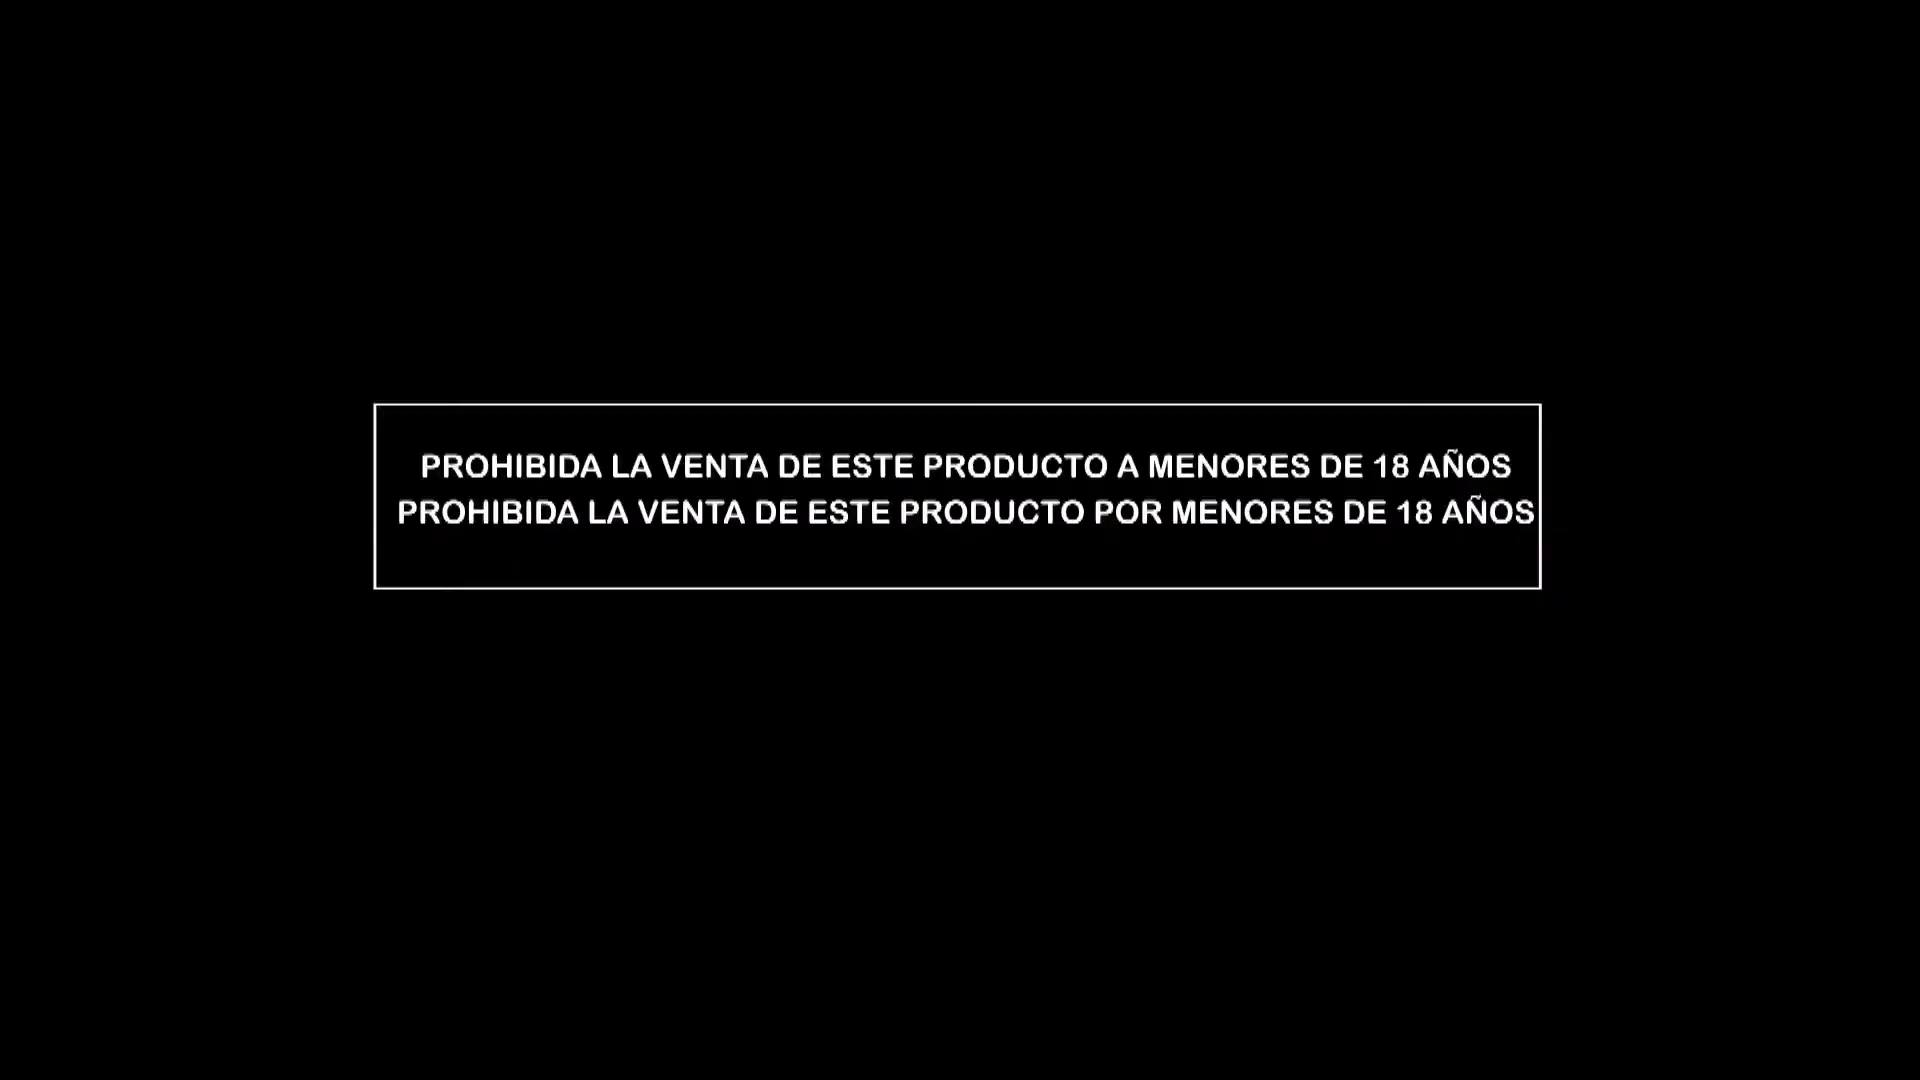 PROHIBIDA LA VENTA DE ESTE PRODUCTO A MENORES DE 18 AÑOS
PROHIBIDA LA VENTA DE ESTE PRODUCTO POR MENORES DE 18 AÑOS